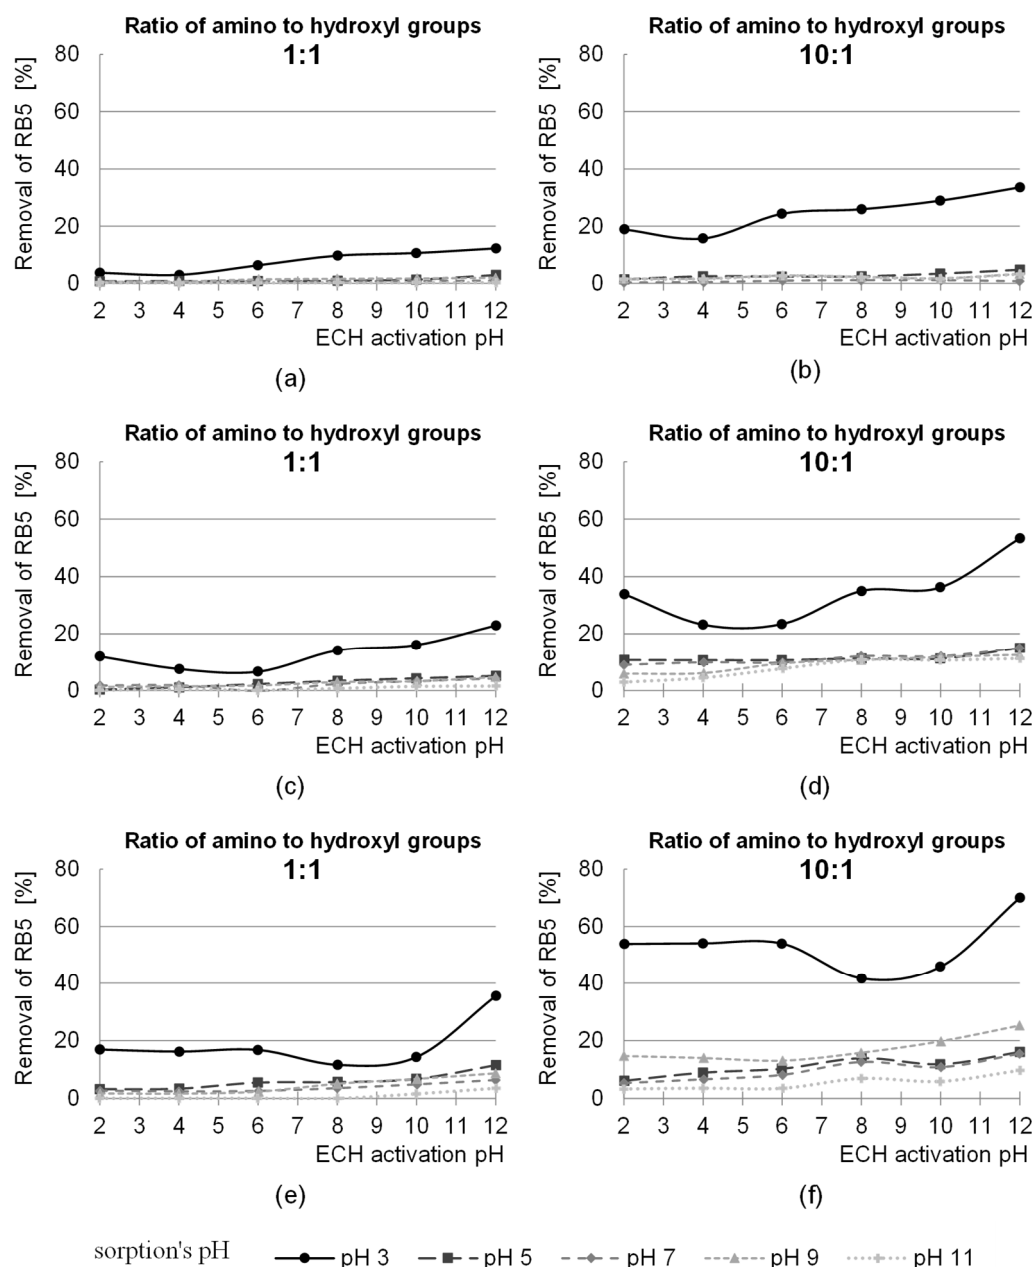 Ratio of amino to hydroxyl groups
1:1
Removal of RB5 [%]
80
60
40
20
0
2 3 4 5 6 7 8 9 10 11 12
ECH activation pH
(a)
Ratio of amino to hydroxyl groups
10:1
Removal of RB5 [%]
80
60
40
20
0
2 3 4 5 6 7 8 9 10 11 12
ECH activation pH
(b)
Ratio of amino to hydroxyl groups
1:1
Removal of RB5 [%]
80
60
40
20
0
2 3 4 5 6 7 8 9 10 11 12
ECH activation pH
(c)
Ratio of amino to hydroxyl groups
10:1
Removal of RB5 [%]
80
60
40
20
0
2 3 4 5 6 7 8 9 10 11 12
ECH activation pH
(d)
Ratio of amino to hydroxyl groups
1:1
Removal of RB5 [%]
80
60
40
20
0
2 3 4 5 6 7 8 9 10 11 12
ECH activation pH
(e)
Ratio of amino to hydroxyl groups
10:1
Removal of RB5 [%]
80
60
40
20
0
2 3 4 5 6 7 8 9 10 11 12
ECH activation pH
(f)
sorption's pH pH 3 pH 5 pH 7 pH 9 pH 11